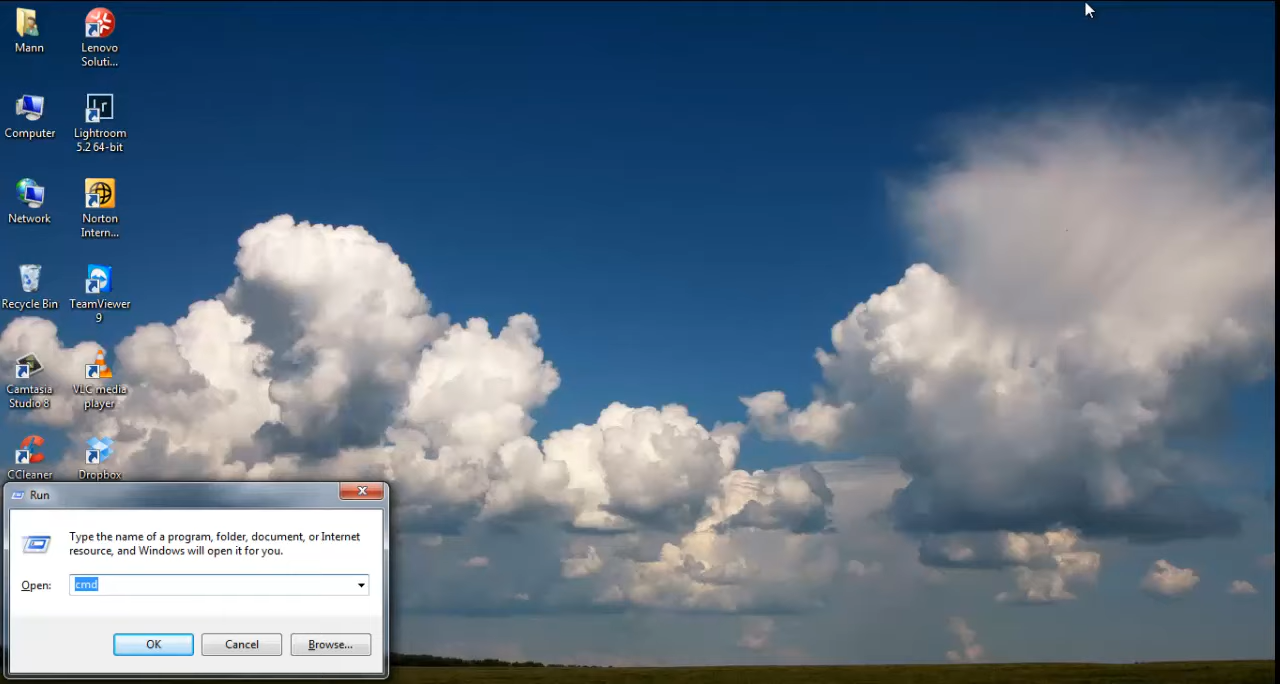 Mann
Lenovo
Soluti...
Computer
Lightroom
5.2 64-bit
Network
Norton
Intern...
Recycle Bin
TeamViewer
9
Camtasia
Studio 8
VLC media
player
CCleaner
Dropbox
Run
Type the name of a program, folder, document, or Internet
resource, and Windows will open it for you.
Open:
cmd
OK
Cancel
Browse...